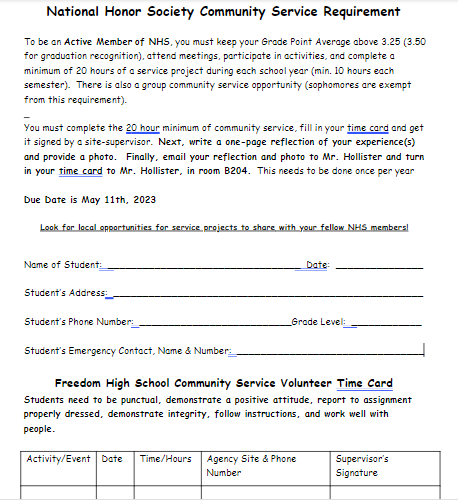 National Honor Society Community Service Requirement
To be an Active Member of NHS, you must keep your Grade Point Average above 3.25 (3.50
for graduation recognition), attend meetings, participate in activities, and complete a
minimum of 20 hours of a service project during each school year (min. 10 hours each
semester). There is also a group community service opportunity (sophomores are exempt
from this requirement).
You must complete the 20 hour minimum of community service, fill in your time card and get
it signed by a site-supervisor. Next, write a one-page reflection of your experience(s)
and provide a photo. Finally, email your reflection and photo to Mr. Hollister and turn
in your time card to Mr. Hollister, in room B204. This needs to be done once per year
Due Date is May 11th, 2023
Look for local opportunities for service projects to share with your fellow NHS members!
Name of Student:_______________________________Date: ______________
Student's Address:_______________________________________________
Student's Phone Number:_________________________Grade Level:____________
Student's Emergency Contact, Name & Number:_____________________________
Freedom High School Community Service Volunteer Time Card
Students need to be punctual, demonstrate a positive attitude, report to assignment
properly dressed, demonstrate integrity, follow instructions, and work well with
people.
Activity/Event Date Time/Hours Agency Site & Phone Supervisor's
Number Signature